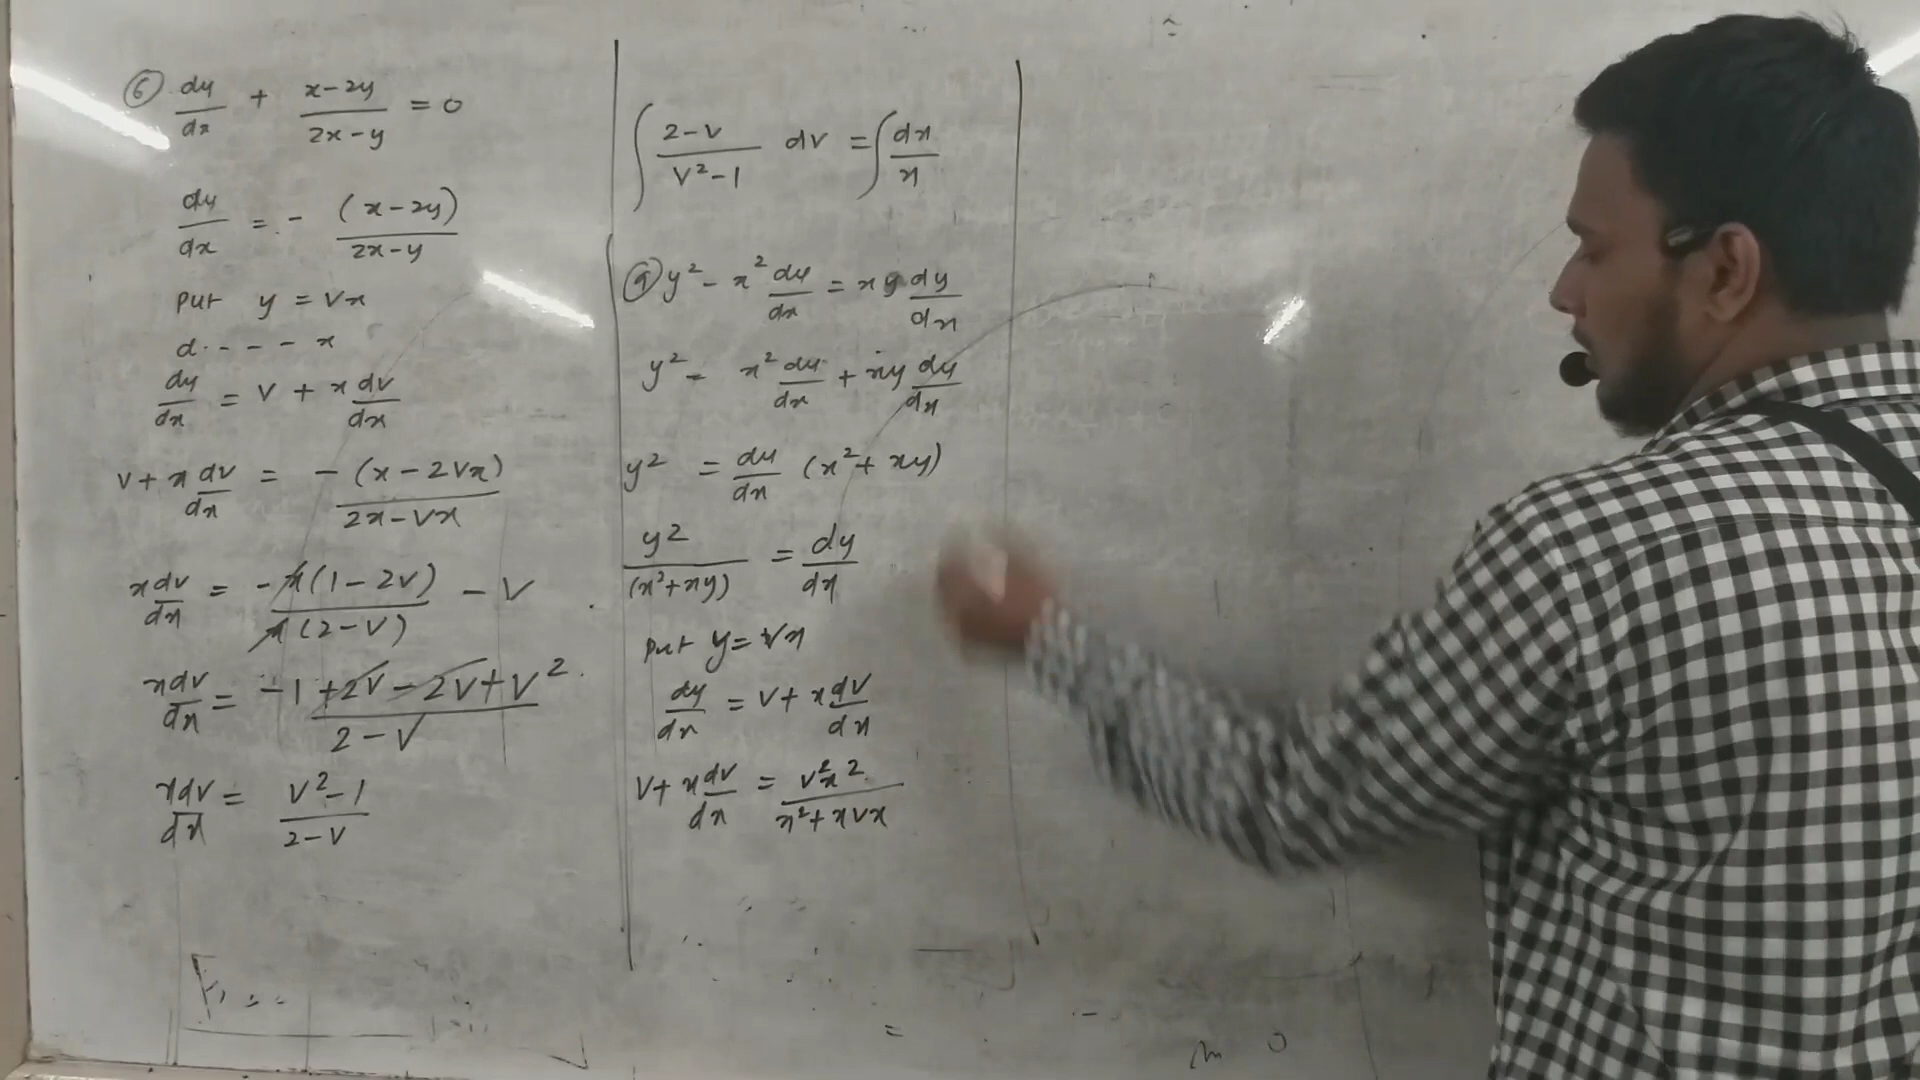 ⑥ dy/dx + (x-2y)/(2x-y) = 0
dy/dx = - (x-2y)/(2x-y)
put y = vx
d.--- x
dy/dx = v + x dv/dx
v + x dv/dx = -(x-2vx)/(2x-vx)
x dv/dx = -x(1-2v)/x(2-v) - v
x dv/dx = (-1+2v-2v+v²)/(2-v)
x dv/dx = (v²-1)/(2-v)
∫ (2-v)/(v²-1) dv = ∫ dx/x
⑨ y² - x² dy/dx = xy dy/dx
y² = x² dy/dx + xy dy/dx
y² = dy/dx (x²+xy)
y²/(x²+xy) = dy/dx
put y = vx
dy/dx = v + x dv/dx
v + x dv/dx = v²x²/(x²+xvx)